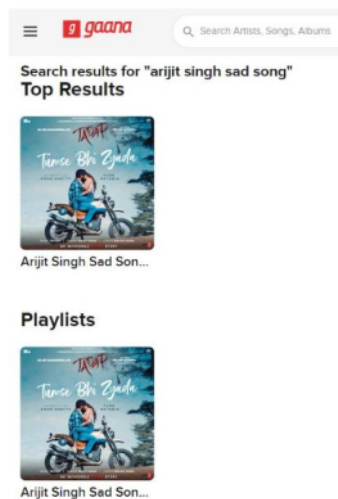 g gaana
Search Artists, Songs, Albums
Search results for "arijit singh sad song"
Top Results
TADAP
Tumse Bhi Zyada
Arijit Singh Sad Son...
Playlists
TADAP
Tumse Bhi Zyada
Arijit Singh Sad Son...